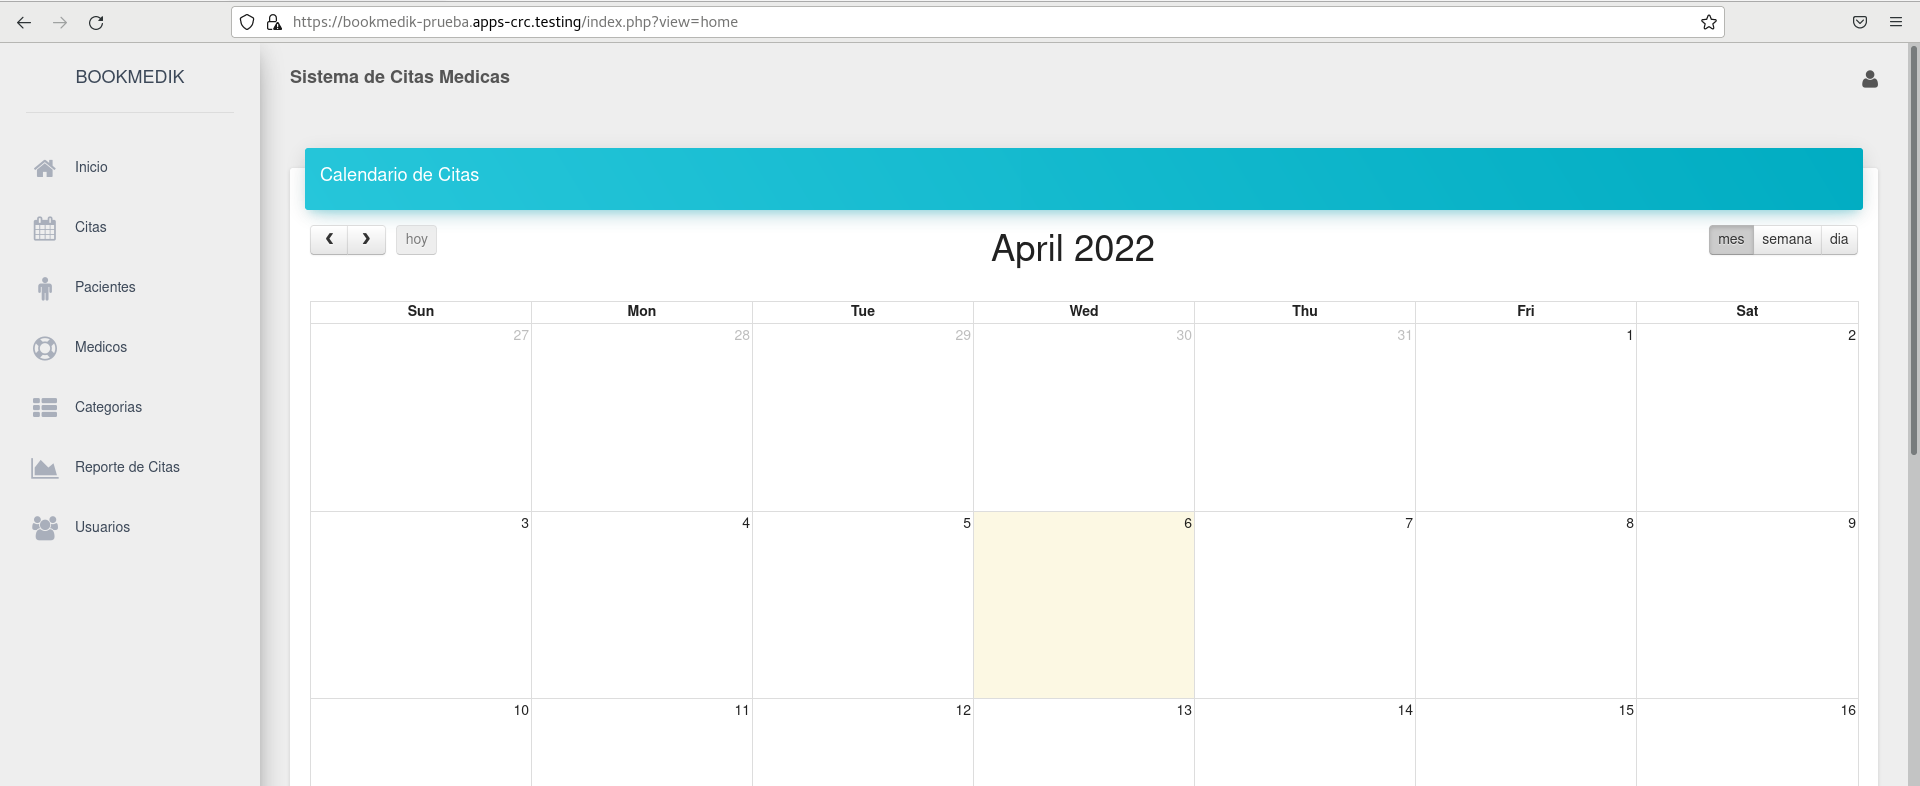 https://bookmedik-prueba.apps-crc.testing/index.php?view=home
BOOKMEDIK
Sistema de Citas Medicas
Inicio
Citas
Pacientes
Medicos
Categorias
Reporte de Citas
Usuarios
Calendario de Citas
hoy
April 2022
mes semana dia
Sun Mon Tue Wed Thu Fri Sat
27 28 29 30 31 1 2
3 4 5 6 7 8 9
10 11 12 13 14 15 16